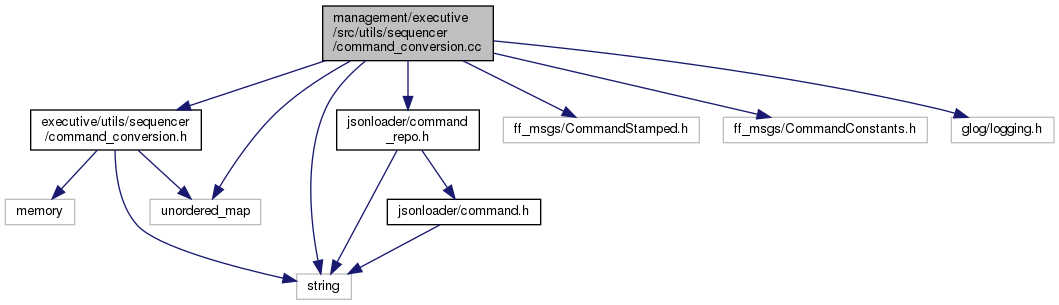 management/executive
/src/utils/sequencer
/command_conversion.cc
executive/utils/sequencer
/command_conversion.h
jsonloader/command
_repo.h
ff_msgs/CommandStamped.h
ff_msgs/CommandConstants.h
glog/logging.h
memory
unordered_map
jsonloader/command.h
string